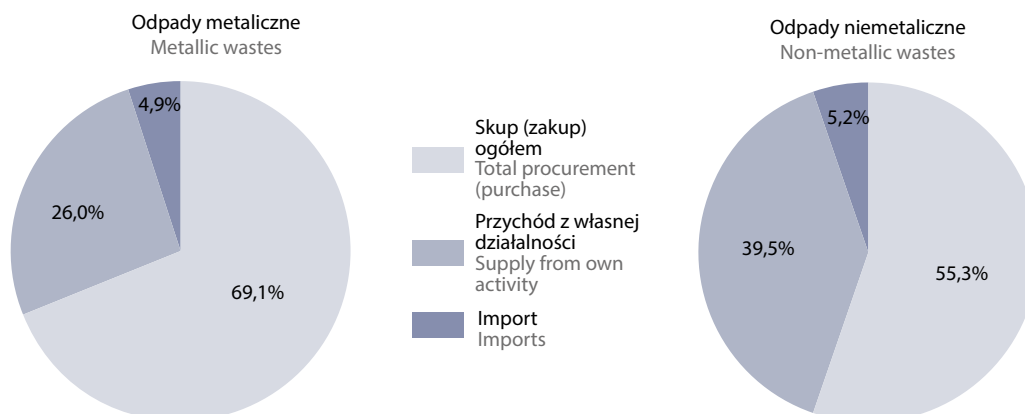 Odpady metaliczne
Metallic wastes
4,9%
26,0%
69,1%
Skup (zakup)
ogółem
Total procurement
(purchase)
Przychód z własnej
działalności
Supply from own
activity
Import
Imports
Odpady niemetaliczne
Non-metallic wastes
5,2%
39,5%
55,3%